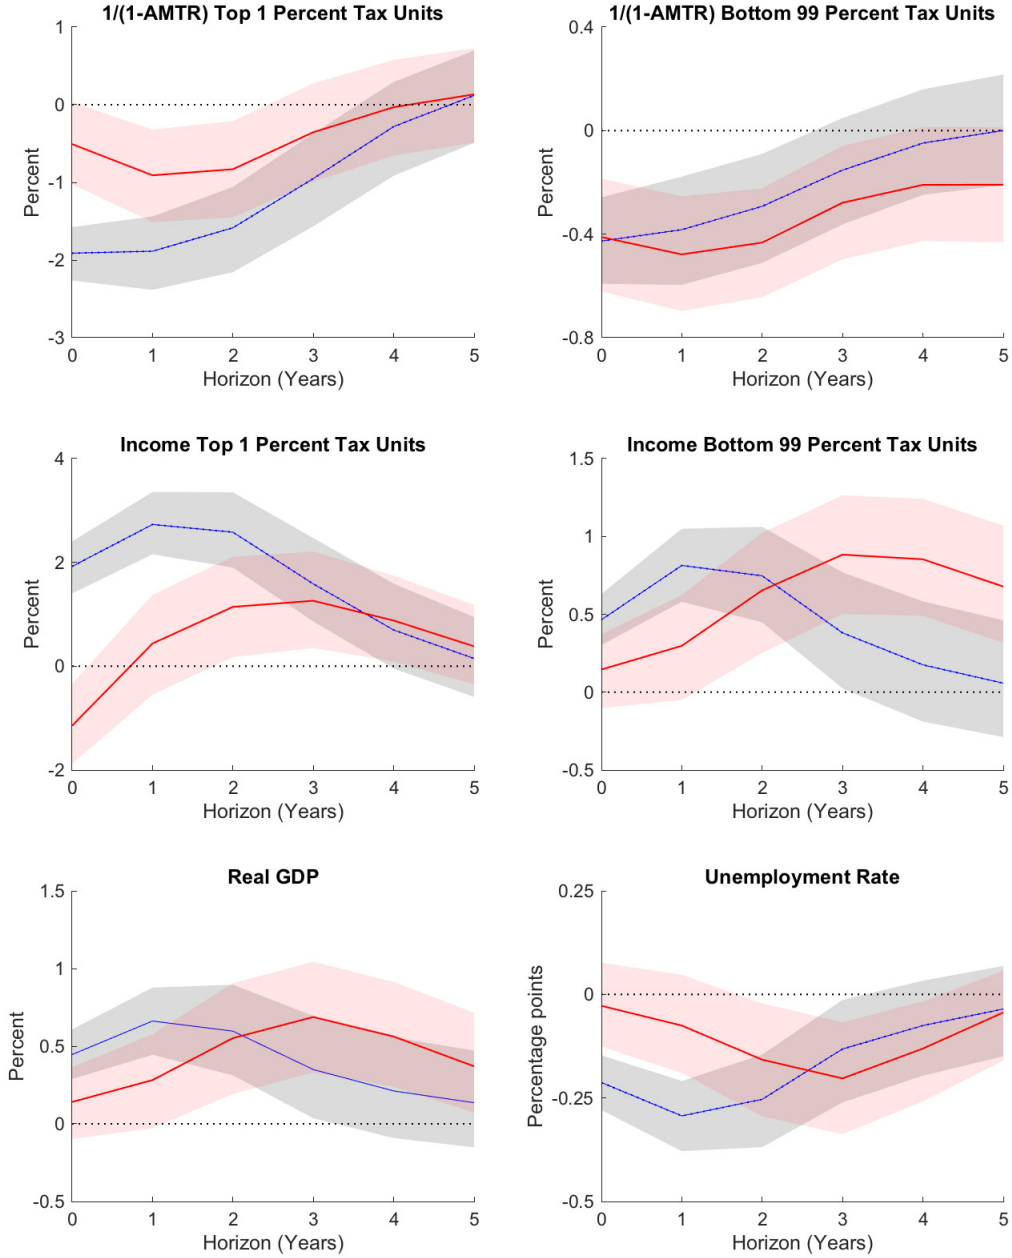 1/(1-AMTR) Top 1 Percent Tax Units
1
0
-1
-2
-3
Percent
0 1 2 3 4 5
Horizon (Years)
1/(1-AMTR) Bottom 99 Percent Tax Units
0.4
0
-0.4
-0.8
Percent
0 1 2 3 4 5
Horizon (Years)
Income Top 1 Percent Tax Units
4
2
0
-2
Percent
0 1 2 3 4 5
Horizon (Years)
Income Bottom 99 Percent Tax Units
1.5
1
0.5
0
-0.5
Percent
0 1 2 3 4 5
Horizon (Years)
Real GDP
1.5
1
0.5
0
-0.5
Percent
0 1 2 3 4 5
Horizon (Years)
Unemployment Rate
0.25
0
-0.25
-0.5
Percentage points
0 1 2 3 4 5
Horizon (Years)